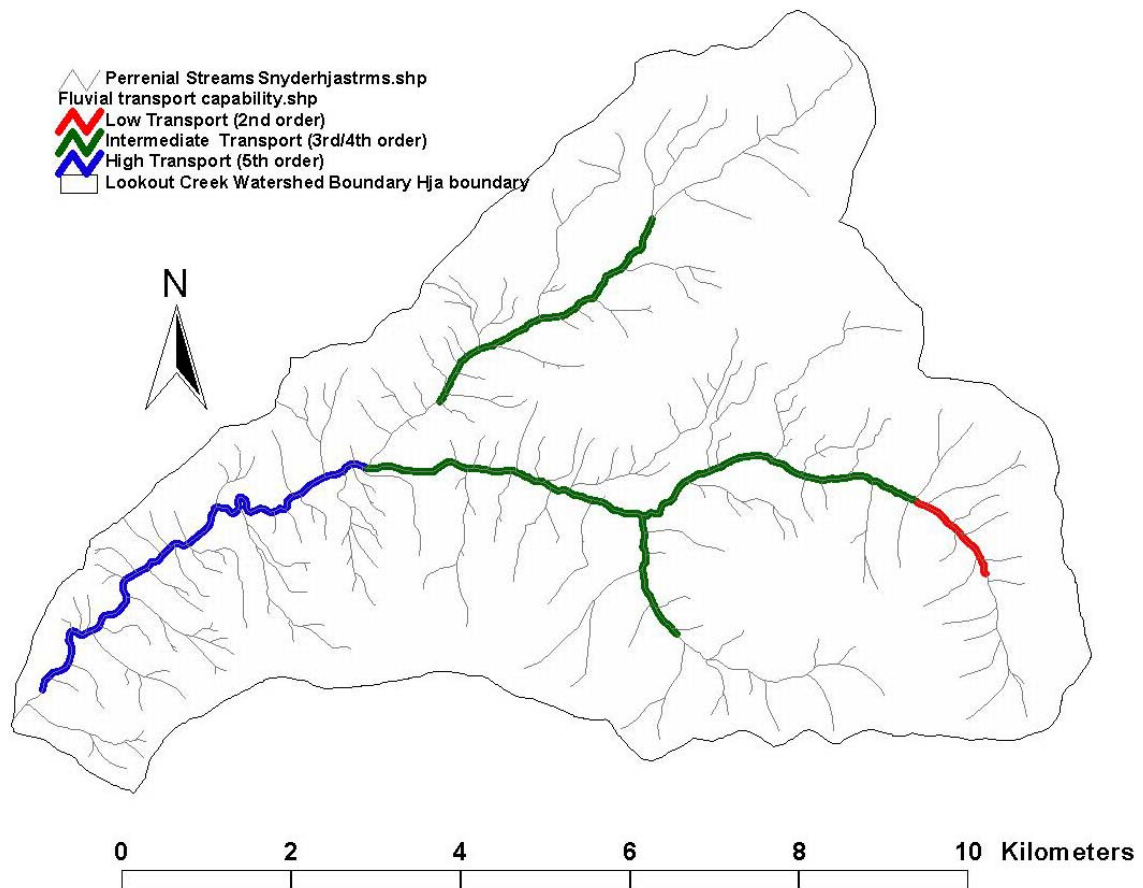 Perrenial Streams Snyderhjastrms.shp
Fluvial transport capability.shp
Low Transport (2nd order)
Intermediate Transport (3rd/4th order)
High Transport (5th order)
Lookout Creek Watershed Boundary Hja boundary
N
0 2 4 6 8 10 Kilometers